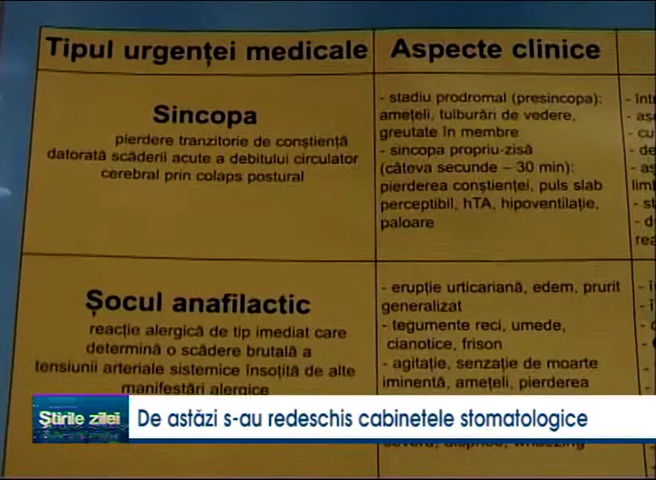 Tipul urgenței medicale
Aspecte clinice
Sincopa
pierdere tranzitorie de conștiență
datorată scăderii acute a debitului circulator
cerebral prin colaps postural
- stadiu prodromal (presincopa):
amețeli, tulburări de vedere,
greutate în membre
- sincopa propriu-zisă
(câteva secunde – 30 min):
pierderea conștienței, puls slab
perceptibil, hTA, hipoventilație,
paloare
Șocul anafilactic
reacție alergică de tip imediat care
determină o scădere brutală a
tensiunii arteriale sistemice însoțită de alte
manifestări alergice
- erupție urticariană, edem, prurit
generalizat
- tegumente reci, umede,
cianotice, frison
- agitație, senzație de moarte
iminentă, amețeli, pierderea
Știrile zilei
De astăzi s-au redeschis cabinetele stomatologice